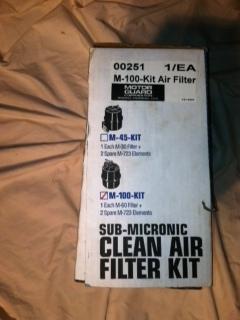 00251 1/EA
M-100-Kit Air Filter
MOTOR
GUARD
M-45-KIT
1 Each M-30 Filter +
2 Spare M-723 Elements
M-100-KIT
1 Each M-60 Filter +
2 Spare M-723 Elements
SUB-MICRONIC
CLEAN AIR
FILTER KIT